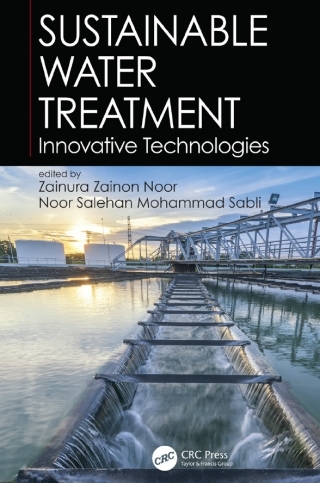 SUSTAINABLE
WATER
TREATMENT
Innovative Technologies
edited by
Zainura Zainon Noor
Noor Salehan Mohammad Sabli
CRC
CRC Press
Taylor & Francis Group